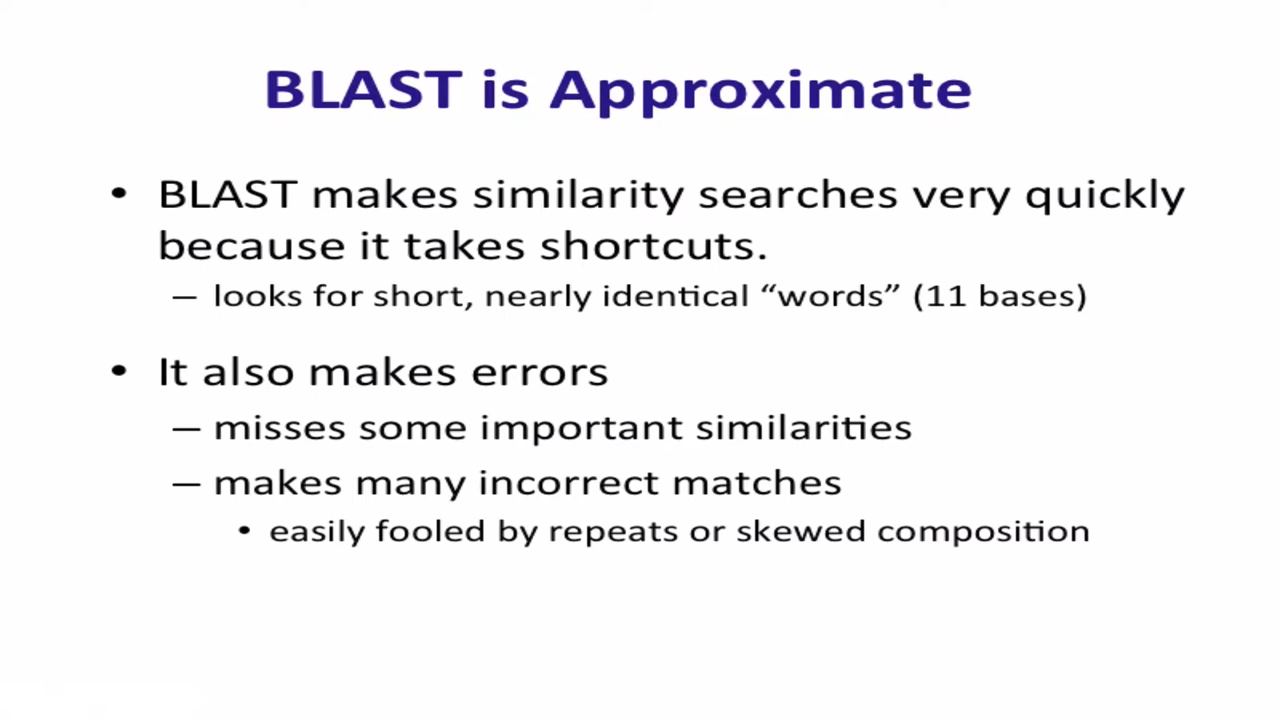 BLAST is Approximate
• BLAST makes similarity searches very quickly
because it takes shortcuts.
– looks for short, nearly identical “words” (11 bases)
• It also makes errors
– misses some important similarities
– makes many incorrect matches
• easily fooled by repeats or skewed composition